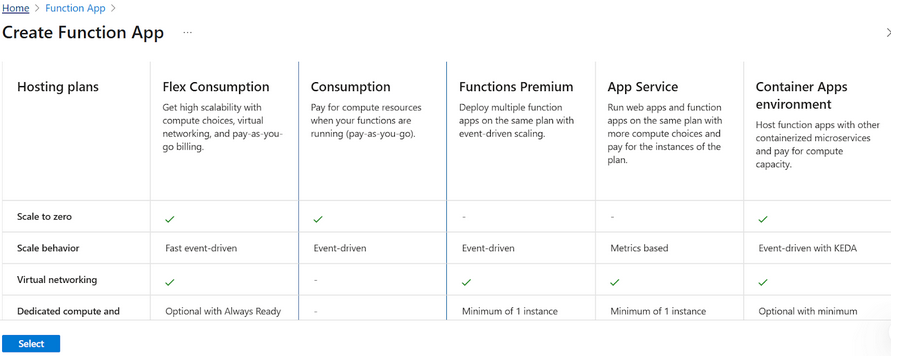 Home > Function App >
Create Function App ...
Hosting plans
Flex Consumption
Get high scalability with
compute choices, virtual
networking, and pay-as-you-
go billing.
Consumption
Pay for compute resources
when your functions are
running (pay-as-you-go).
Functions Premium
Deploy multiple function
apps on the same plan with
event-driven scaling.
App Service
Run web apps and function
apps on the same plan with
more compute choices and
pay for the instances of the
plan.
Container Apps
environment
Host function apps with other
containerized microservices
and pay for compute
capacity.
Scale to zero ✓ ✓ - - ✓
Scale behavior Fast event-driven Event-driven Event-driven Metrics based Event-driven with KEDA
Virtual networking ✓ - ✓ ✓ ✓
Dedicated compute and Optional with Always Ready - Minimum of 1 instance Minimum of 1 instance Optional with minimum
Select